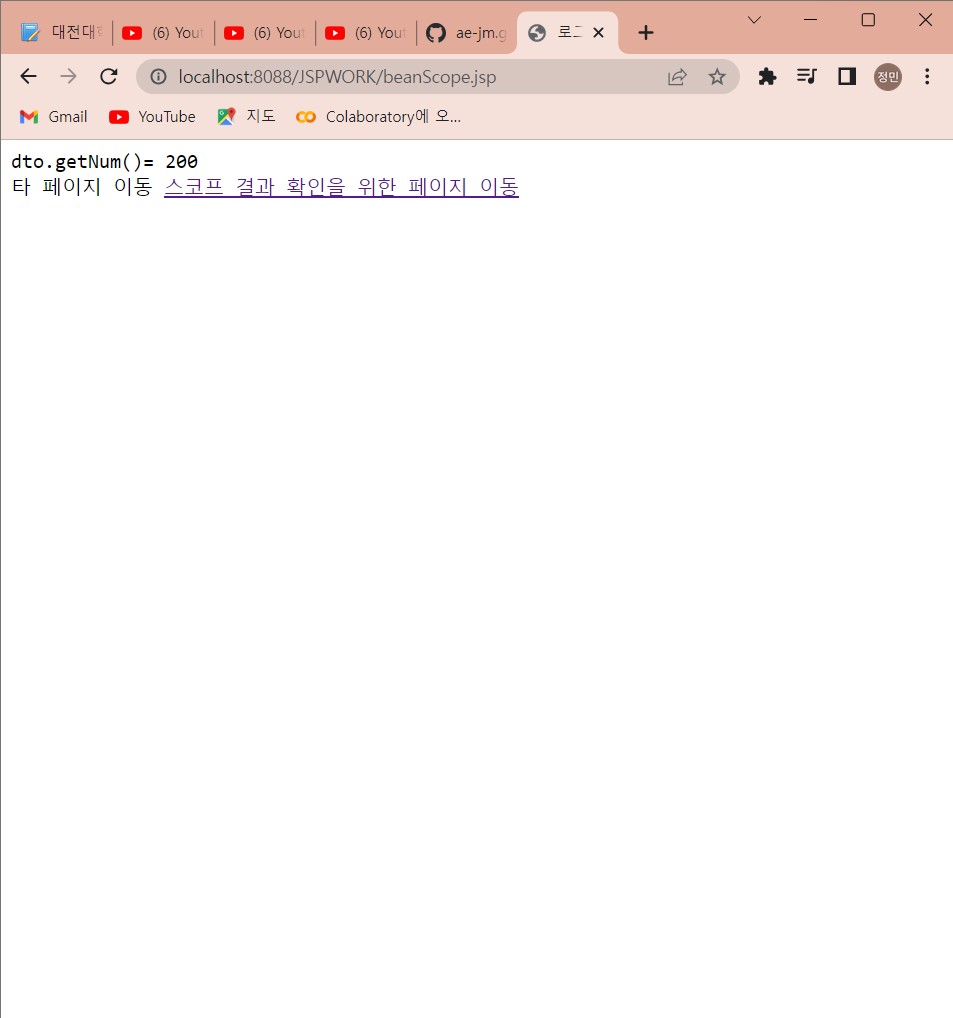 대전대 (6) You (6) You (6) You ae-jm.g 로그
localhost:8088/JSPWORK/beanScope.jsp 정민
Gmail YouTube 지도 Colaboratory에 오...
dto.getNum()= 200
타 페이지 이동 스코프 결과 확인을 위한 페이지 이동